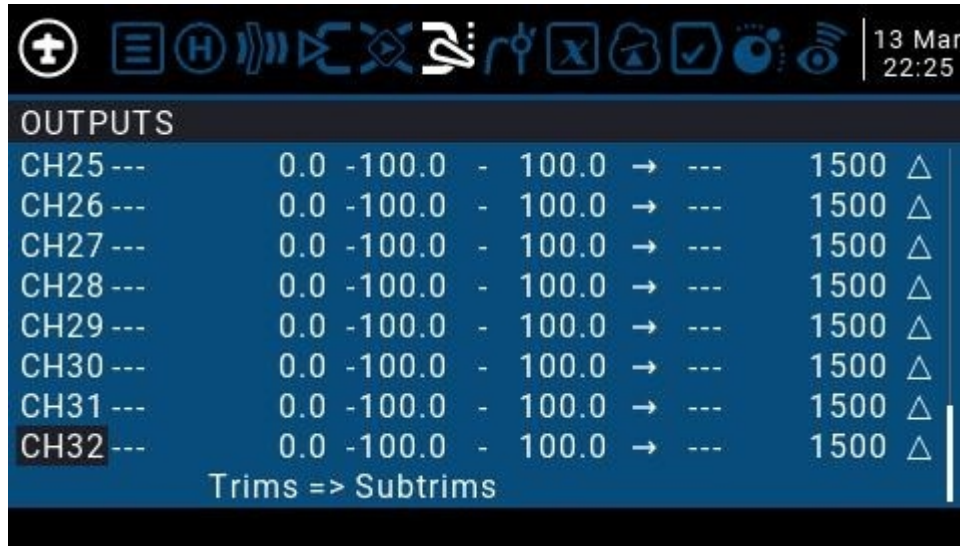 13 Mar
22:25
OUTPUTS
CH25 --- 0.0 -100.0 - 100.0 → --- 1500 △
CH26 --- 0.0 -100.0 - 100.0 → --- 1500 △
CH27 --- 0.0 -100.0 - 100.0 → --- 1500 △
CH28 --- 0.0 -100.0 - 100.0 → --- 1500 △
CH29 --- 0.0 -100.0 - 100.0 → --- 1500 △
CH30 --- 0.0 -100.0 - 100.0 → --- 1500 △
CH31 --- 0.0 -100.0 - 100.0 → --- 1500 △
CH32 --- 0.0 -100.0 - 100.0 → --- 1500 △
Trims => Subtrims